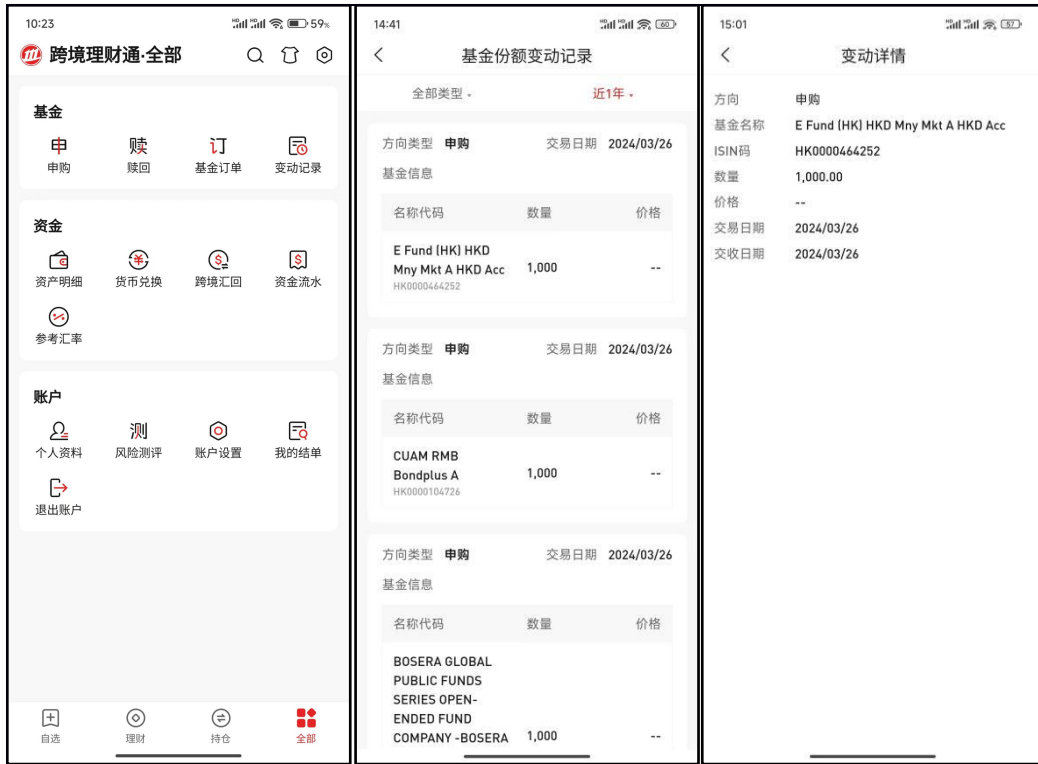 10:23
59%
跨境理财通·全部
基金
申
赎
订
申购
赎回
基金订单
变动记录
资金
资产明细
货币兑换
跨境汇回
资金流水
参考汇率
账户
测
个人资料
风险测评
账户设置
我的结单
退出账户
自选
理财
持仓
全部
14:41
60
基金份额变动记录
全部类型
近1年
方向类型 申购 交易日期 2024/03/26
基金信息
名称代码 数量 价格
E Fund (HK) HKD
Mny Mkt A HKD Acc 1,000 --
HK0000464252
方向类型 申购 交易日期 2024/03/26
基金信息
名称代码 数量 价格
CUAM RMB
Bondplus A 1,000 --
HK0000104726
方向类型 申购 交易日期 2024/03/26
基金信息
名称代码 数量 价格
BOSERA GLOBAL
PUBLIC FUNDS
SERIES OPEN-
ENDED FUND
COMPANY -BOSERA 1,000 --
15:01
57
变动详情
方向 申购
基金名称 E Fund (HK) HKD Mny Mkt A HKD Acc
ISIN码 HK0000464252
数量 1,000.00
价格 --
交易日期 2024/03/26
交收日期 2024/03/26